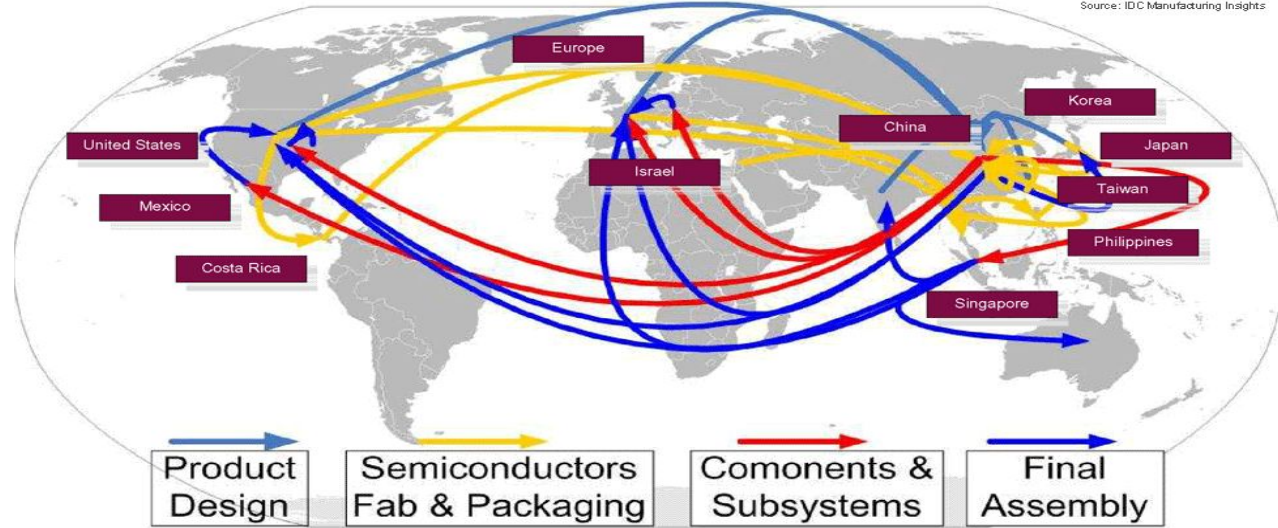 Source: IDC Manufacturing Insights
Europe
Korea
China
United States
Japan
Israel
Taiwan
Mexico
Philippines
Costa Rica
Singapore
Product
Design
Semiconductors
Fab & Packaging
Comonents &
Subsystems
Final
Assembly